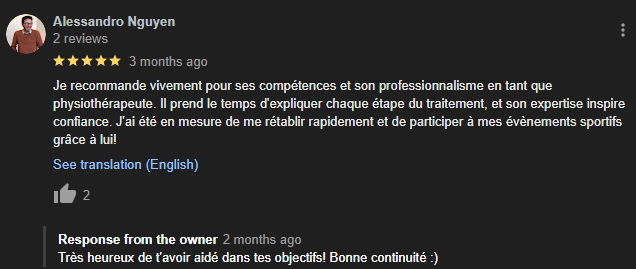 Alessandro Nguyen
2 reviews
3 months ago
Je recommande vivement pour ses compétences et son professionnalisme en tant que
physiothérapeute. Il prend le temps d'expliquer chaque étape du traitement, et son expertise inspire
confiance. J'ai été en mesure de me rétablir rapidement et de participer à mes évènements sportifs
grâce à lui!
See translation (English)
2
Response from the owner 2 months ago
Très heureux de t'avoir aidé dans tes objectifs! Bonne continuité :)